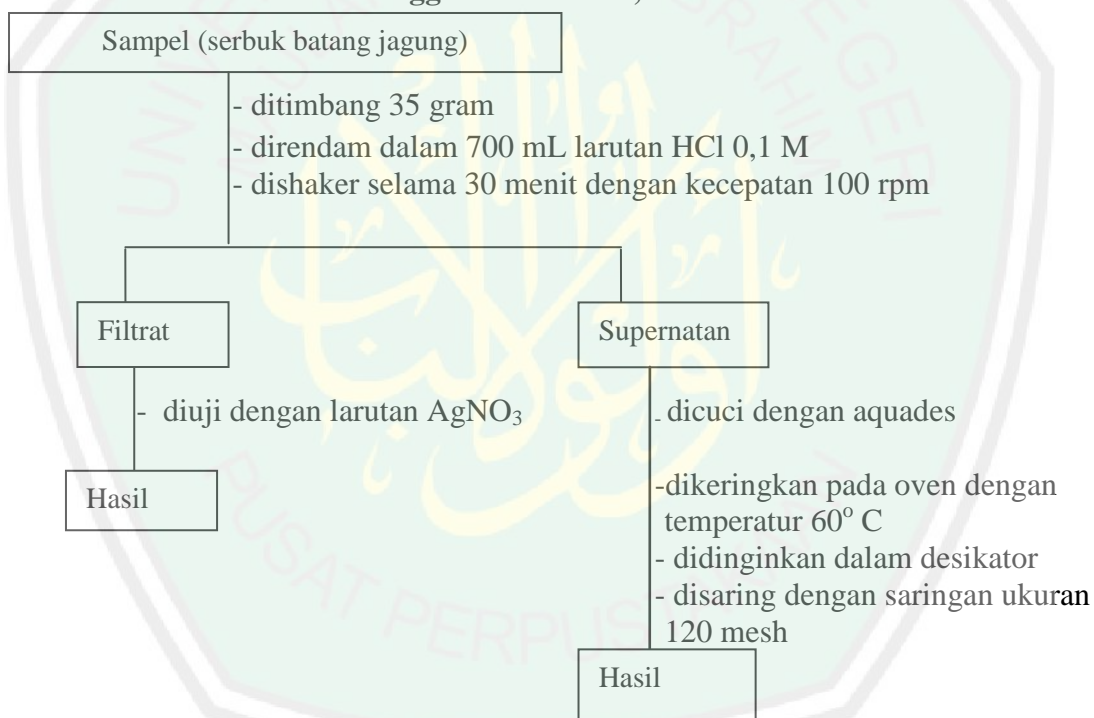 Sampel (serbuk batang jagung)
- ditimbang 35 gram
- direndam dalam 700 mL larutan HCl 0,1 M
- dishaker selama 30 menit dengan kecepatan 100 rpm
Filtrat
- diuji dengan larutan AgNO₃
Hasil
Supernatan
- dicuci dengan aquades
-dikeringkan pada oven dengan
temperatur 60° C
- didinginkan dalam desikator
- disaring dengan saringan ukuran
120 mesh
Hasil